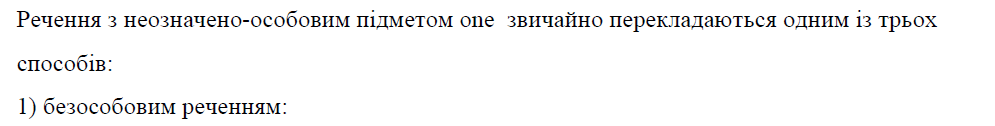 Речення з неозначено-особовим підметом one звичайно перекладаються одним із трьох
способів:
1) безособовим реченням: